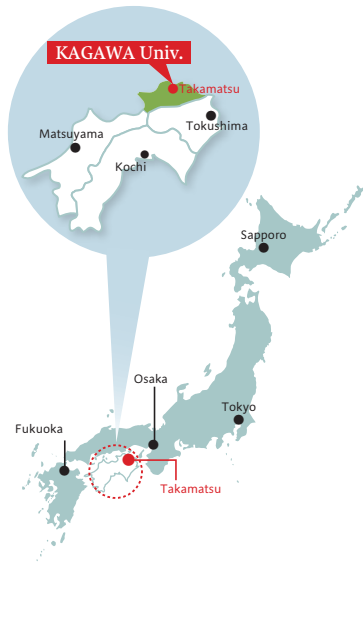 KAGAWA Univ.
Takamatsu
Tokushima
Matsuyama
Kochi
Sapporo
Osaka
Tokyo
Fukuoka
Takamatsu